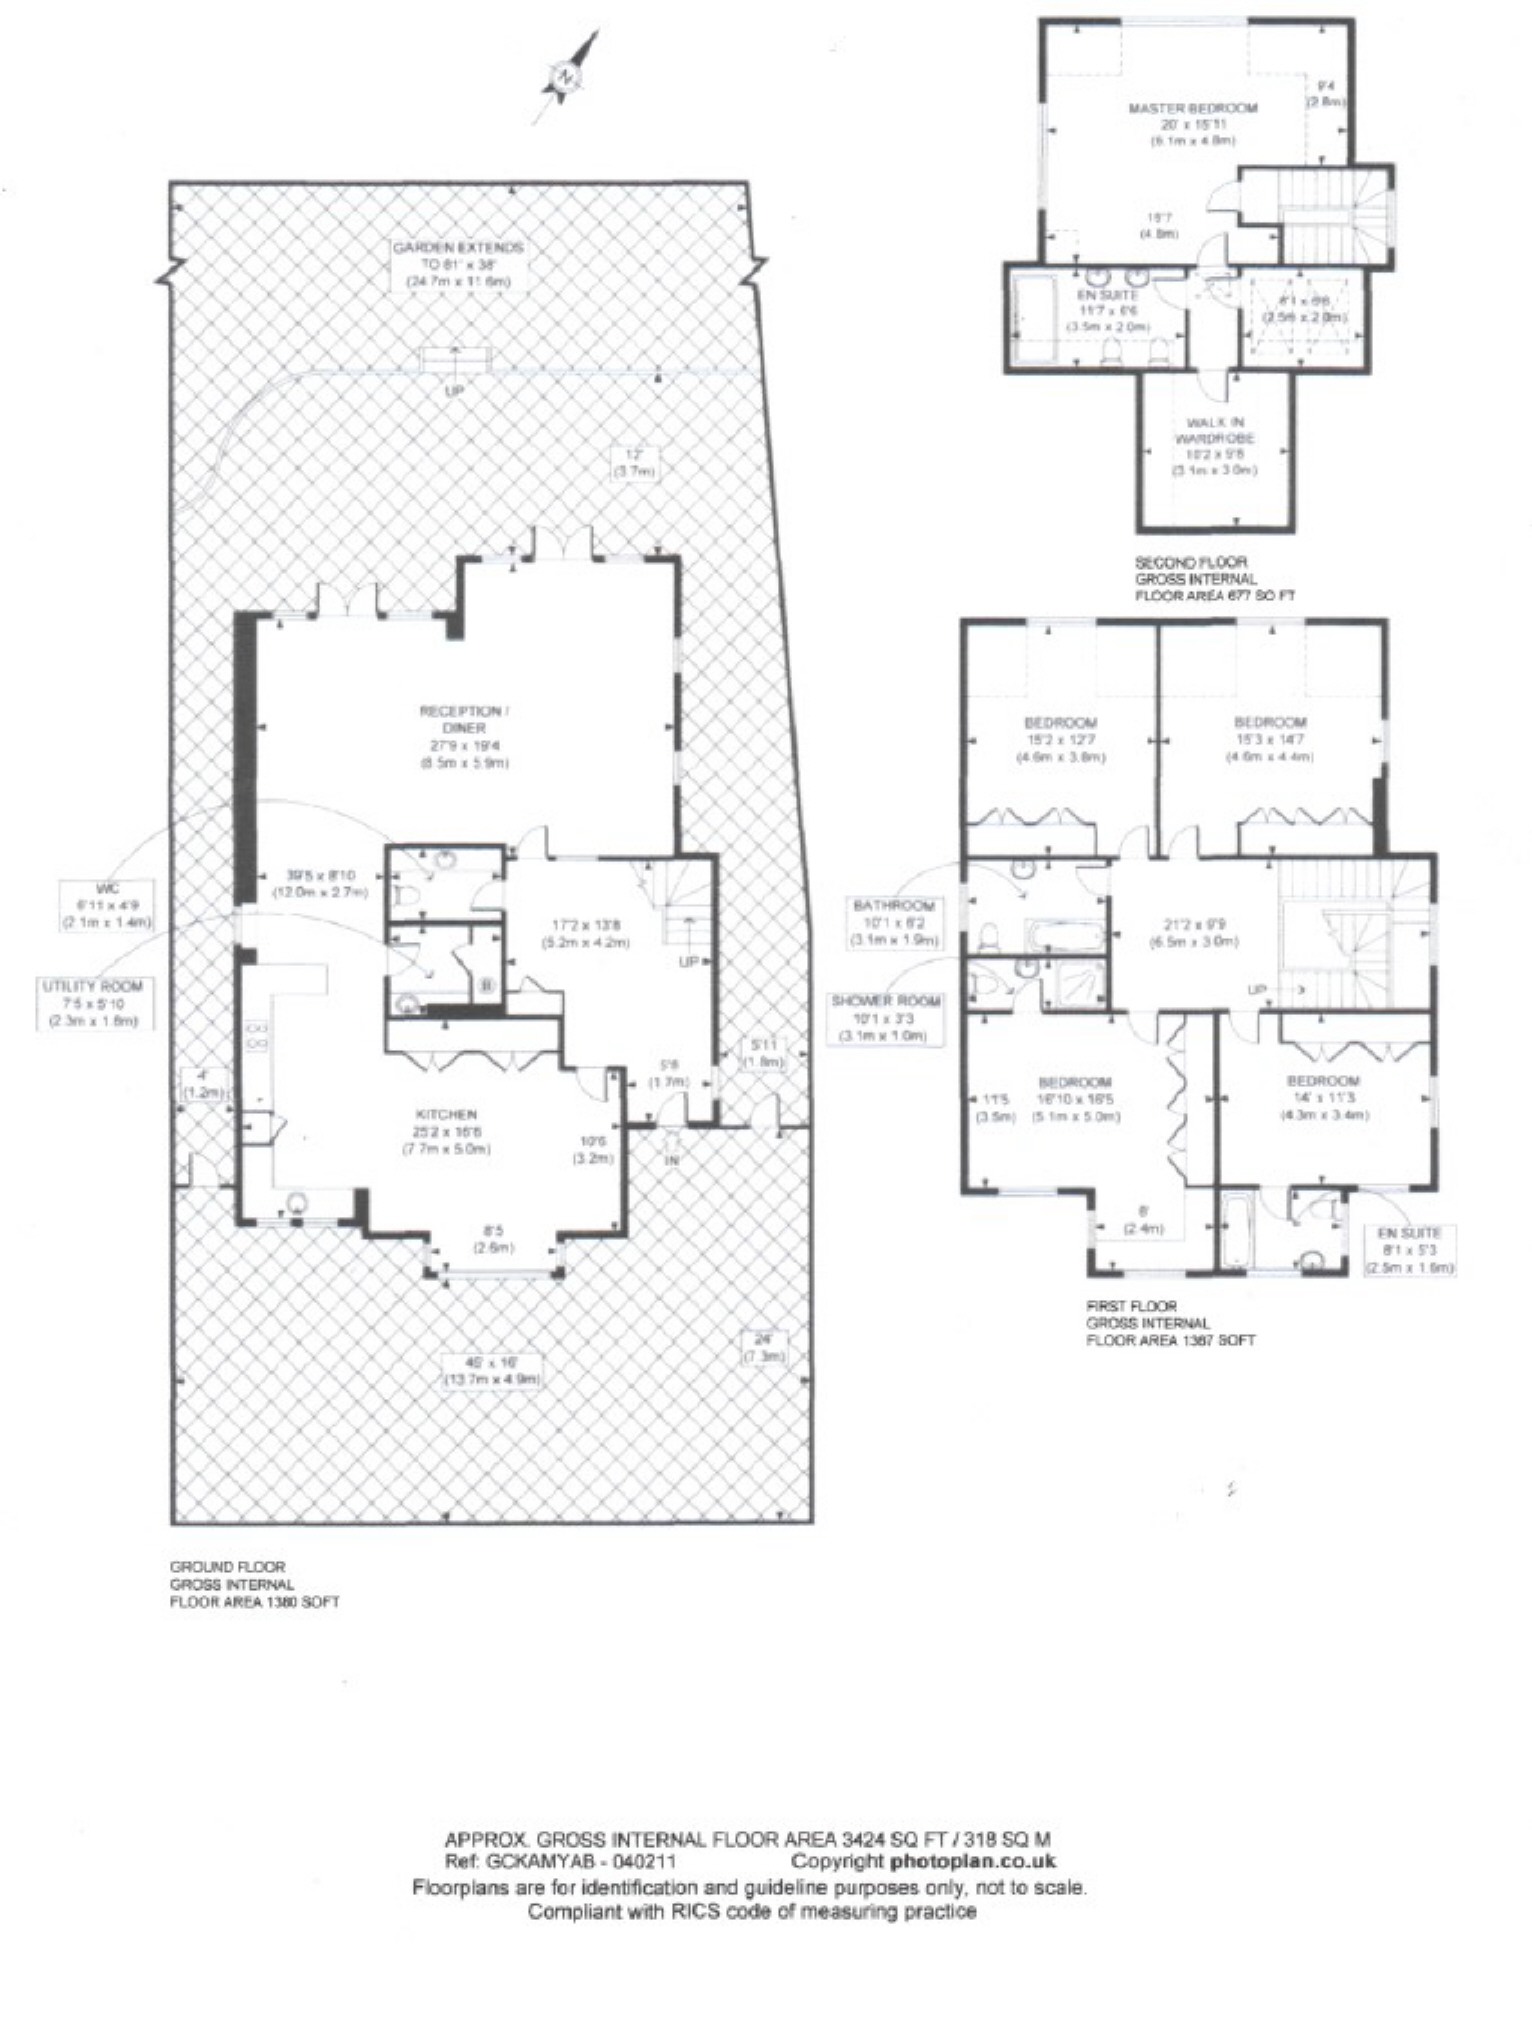 N
GARDEN EXTENDS
TO 81' x 38'
(24.7m x 11.6m)
UP
12'
(3.7m)
RECEPTION /
DINER
27'9 x 19'4
(8.5m x 5.9m)
39'5 x 8'10
(12.0m x 2.7m)
WC
6'11 x 4'9
(2.1m x 1.4m)
17'2 x 13'8
(5.2m x 4.2m)
UP
UTILITY ROOM
7'5 x 5'10
(2.3m x 1.8m)
B
4'
(1.2m)
5'11
(1.8m)
(1.7m)
KITCHEN
25'2 x 16'6
(7.7m x 5.0m)
10'6
(3.2m)
IN
8'5
(2.6m)
45' x 16'
(13.7m x 4.9m)
24'
(7.3m)
GROUND FLOOR
GROSS INTERNAL
FLOOR AREA 1380 SQFT
MASTER BEDROOM
20' x 15'11
(6.1m x 4.8m)
9'4
(2.8m)
(4.8m)
EN SUITE
11'7 x 6'6
(3.5m x 2.0m)
WALK IN
WARDROBE
10'2 x 9'8
(3.1m x 3.0m)
SECOND FLOOR
GROSS INTERNAL
FLOOR AREA 677 SQ FT
BEDROOM
15'2 x 12'7
(4.6m x 3.8m)
BEDROOM
15'3 x 14'7
(4.6m x 4.4m)
BATHROOM
10'1 x 6'2
(3.1m x 1.9m)
21'2 x 9'9
(6.5m x 3.0m)
UP
SHOWER ROOM
10'1 x 3'3
(3.1m x 1.0m)
11'5
(3.5m)
BEDROOM
16'10 x 16'5
(5.1m x 5.0m)
BEDROOM
14' x 11'3
(4.3m x 3.4m)
8'
(2.4m)
EN SUITE
8'1 x 5'3
(2.5m x 1.6m)
FIRST FLOOR
GROSS INTERNAL
FLOOR AREA 1367 SQFT
APPROX. GROSS INTERNAL FLOOR AREA 3424 SQ FT / 318 SQ M
Ref: GCKAMYAB - 040211 Copyright photoplan.co.uk
Floorplans are for identification and guideline purposes only, not to scale.
Compliant with RICS code of measuring practice